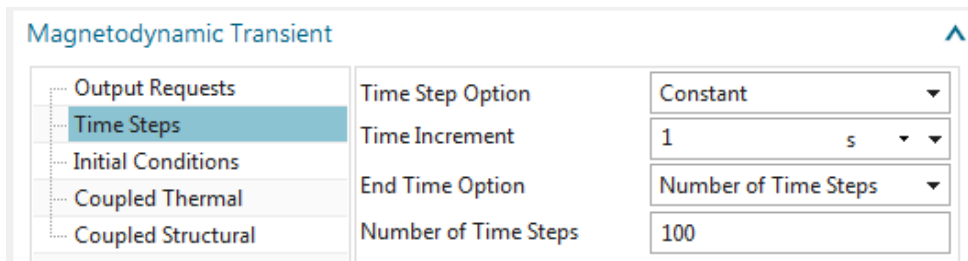 Magnetodynamic Transient
Output Requests
Time Steps
Initial Conditions
Coupled Thermal
Coupled Structural
Time Step Option Constant
Time Increment 1 s
End Time Option Number of Time Steps
Number of Time Steps 100